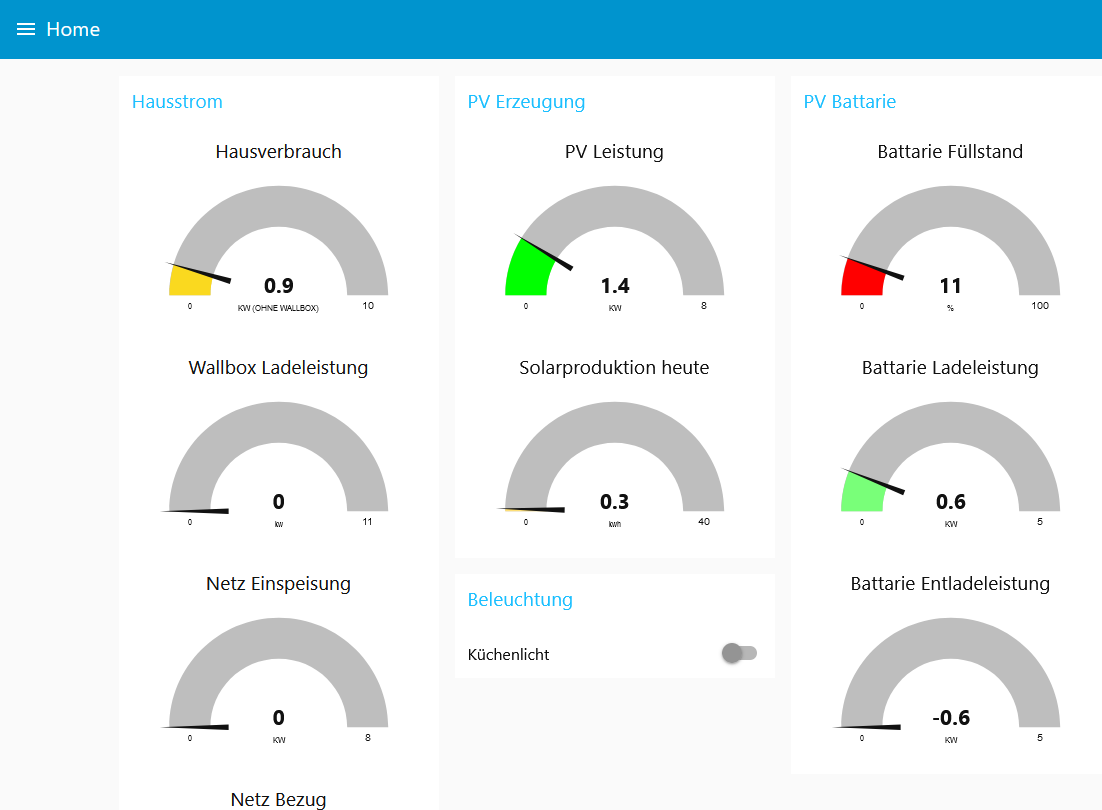 Home
Hausstrom
Hausverbrauch
0.9
KW (OHNE WALLBOX)
0
10
Wallbox Ladeleistung
0
kw
0
11
Netz Einspeisung
0
KW
0
8
Netz Bezug
PV Erzeugung
PV Leistung
1.4
KW
0
8
Solarproduktion heute
0.3
kwh
0
40
Beleuchtung
Küchenlicht
PV Battarie
Battarie Füllstand
11
%
0
100
Battarie Ladeleistung
0.6
KW
0
5
Battarie Entladeleistung
-0.6
KW
0
5